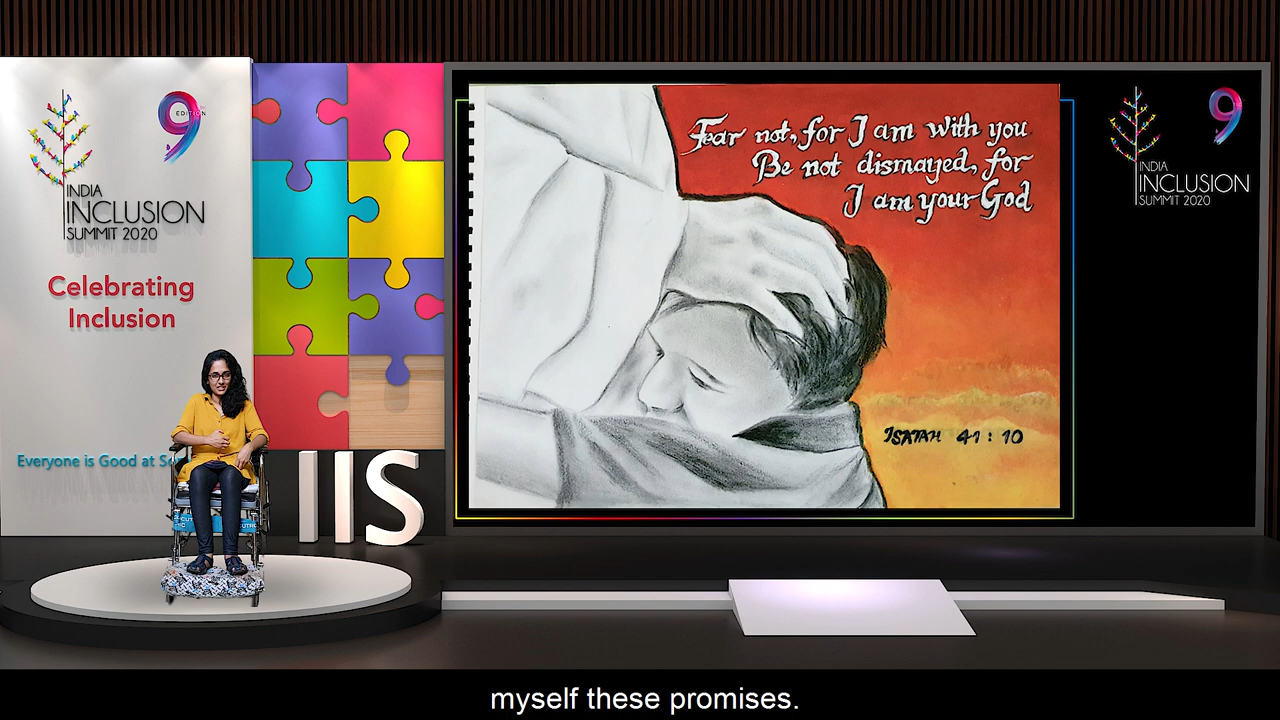 9
EDITION
INDIA
INCLUSION
SUMMIT 2020
Celebrating
Inclusion
Everyone is Good at
IIS
Fear not, for I am with you
Be not dismayed, for
I am your God
ISAIAH 41 : 10
9
INDIA
INCLUSION
SUMMIT 2020
myself these promises.